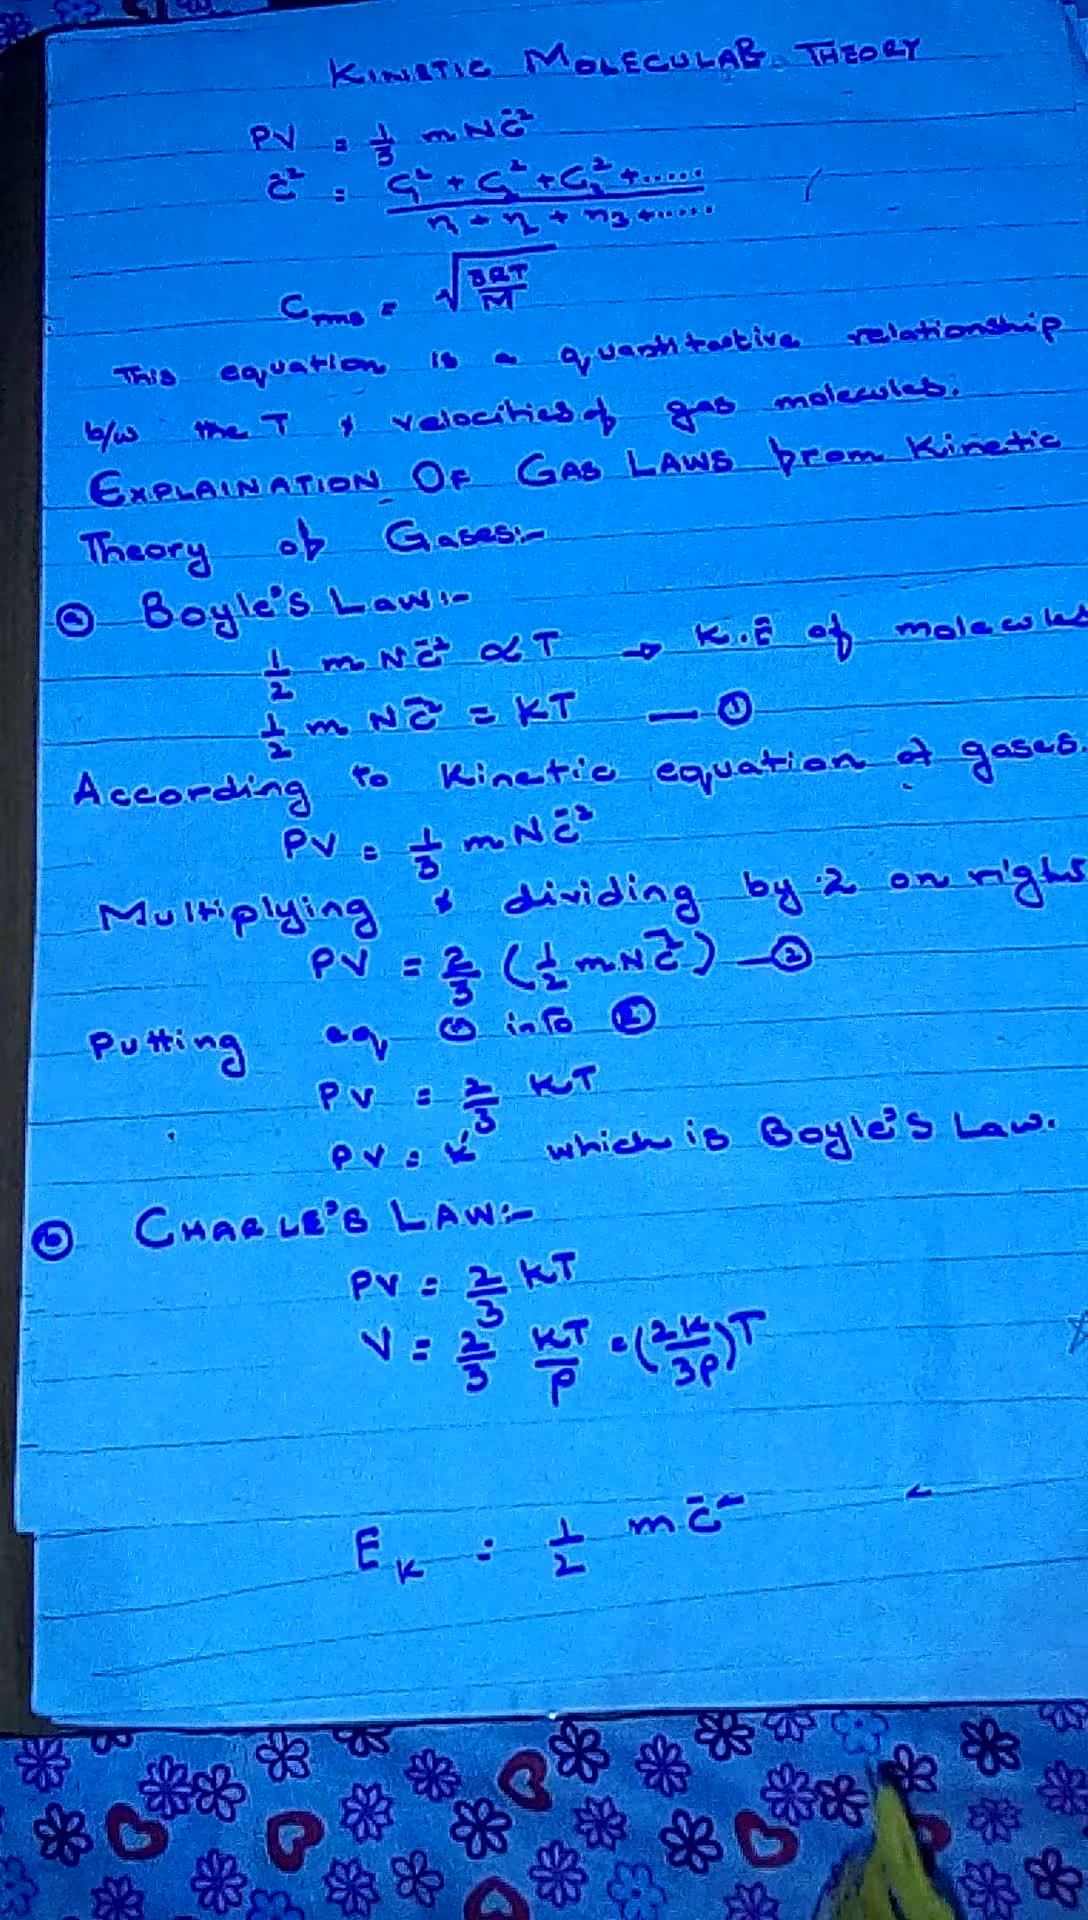 KINETIC MOLECULAR THEORY
PV = 1/3 mNc̄²
c̄² = C₁² + C₂² + C₃² + ..... / n₁ + n₂ + n₃ + .....
Crms = √3RT/M
This equation is a quantitative relationship
b/w the T & velocities of gas molecules.
EXPLAINATION OF GAS LAWS from Kinetic
Theory of Gases:-
ⓐ Boyle's Law:-
1/2 mNc̄² ∝ T → K.E of molecules
1/2 mNc̄² = KT — ①
According to Kinetic equation of gases.
PV = 1/3 mNc̄²
Multiplying & dividing by 2 on right
PV = 2/3 (1/2 mNc̄²) — ②
Putting eq ① into ②
PV = 2/3 KT
PV = K' which is Boyle's Law.
ⓑ CHARLE'S LAW:-
PV = 2/3 KT
V = 2/3 KT/P = (2K/3P)T
EK = 1/2 mc̄²